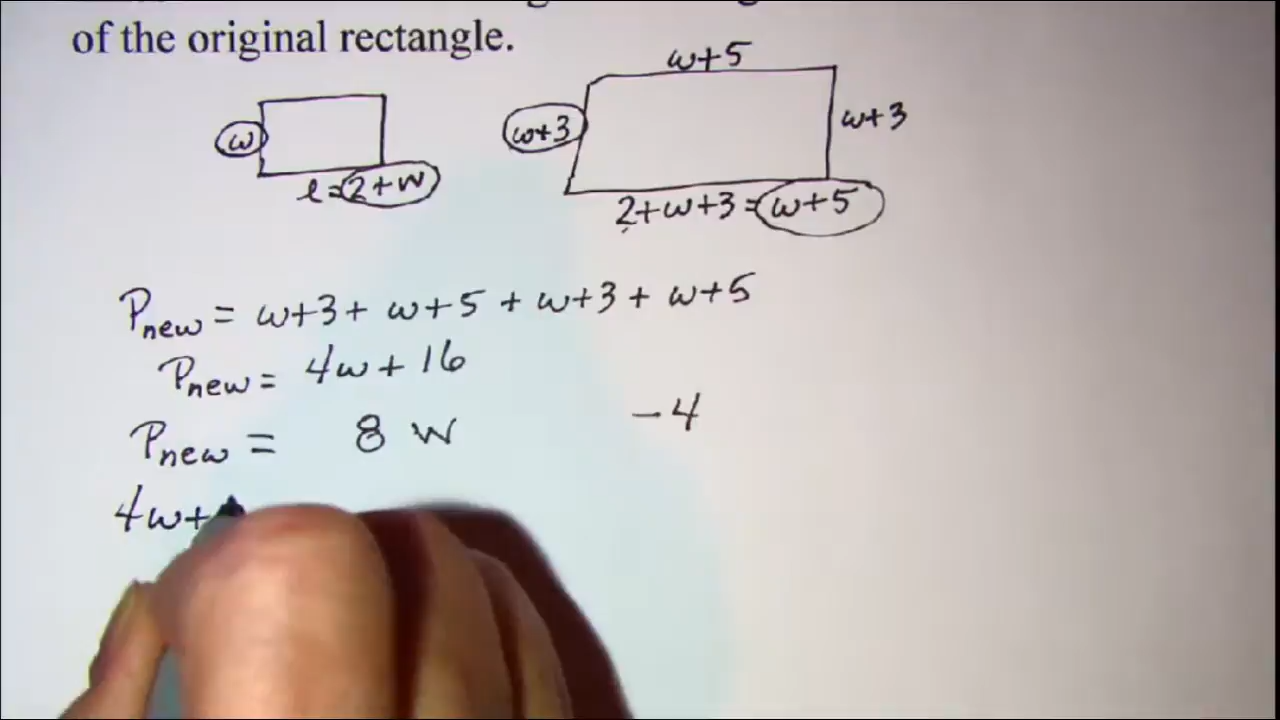 of the original rectangle.
w+5
w
w+3
w+3
l=2+w
2+w+3=w+5
Pnew= w+3+ w+5 + w+3 + w+5
Pnew= 4w+16
Pnew= 8 w -4
4w+